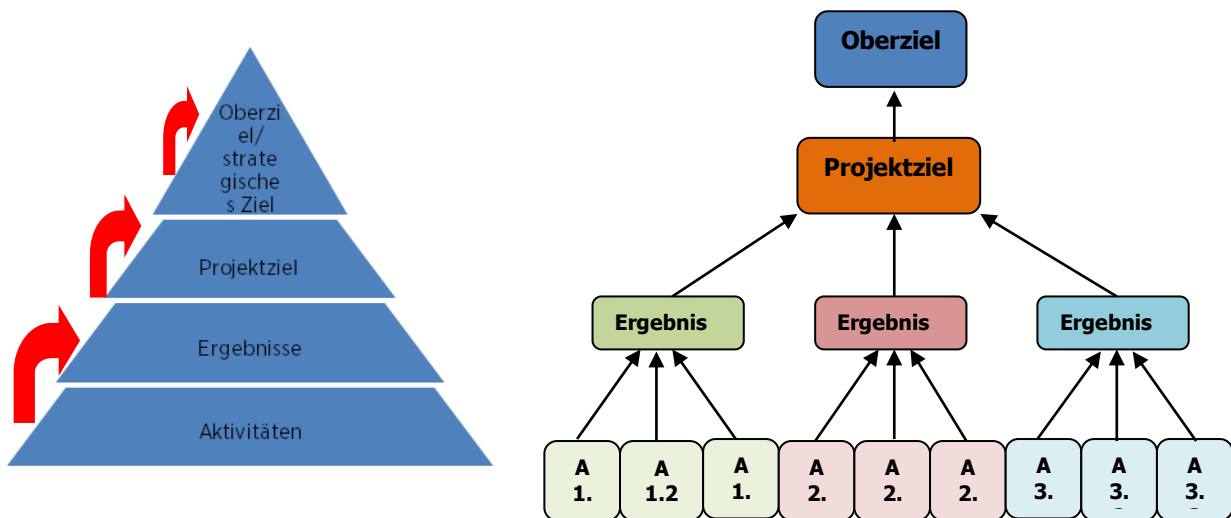 Oberzi
el/
strate
gische
s Ziel
Projektziel
Ergebnisse
Aktivitäten
Oberziel
Projektziel
Ergebnis
Ergebnis
Ergebnis
A
1.
A
1.2
A
1.
A
2.
A
2.
A
2.
A
3.
A
3.
A
3.